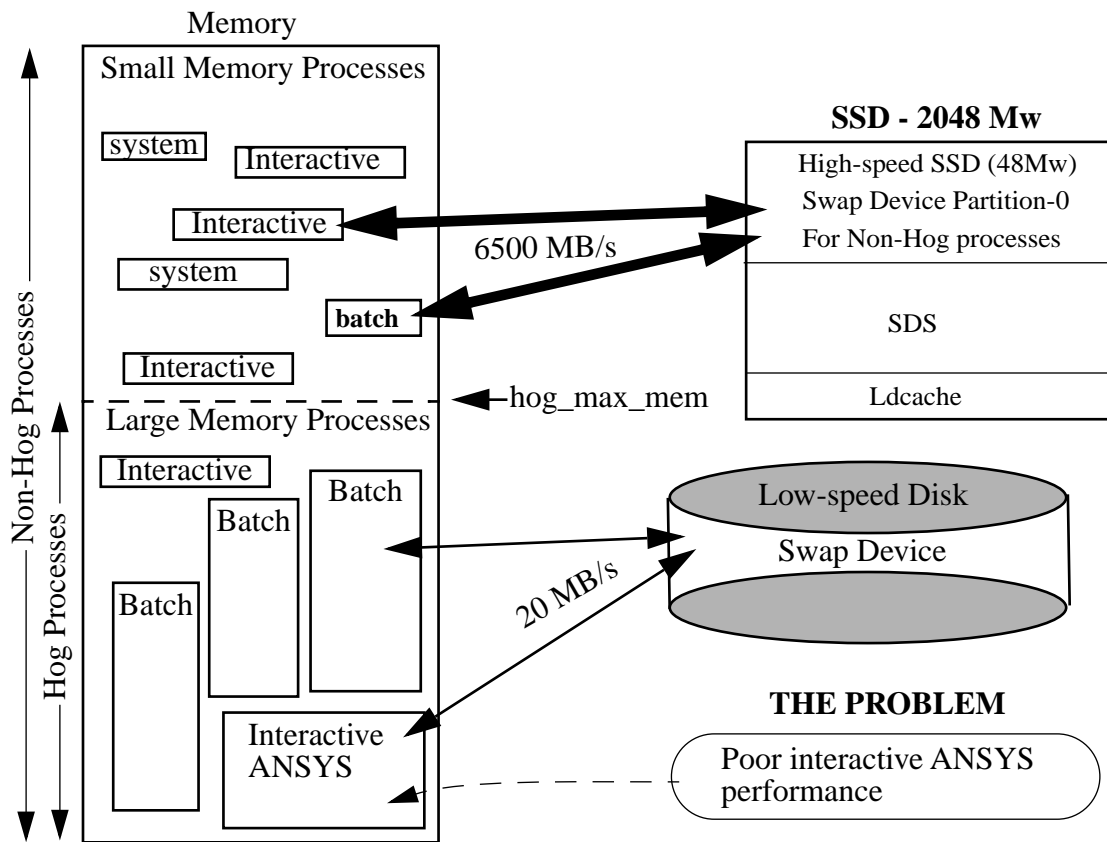 Memory
Small Memory Processes
system
Interactive
Interactive
system
batch
Interactive
hog_max_mem
Large Memory Processes
Interactive
Batch
Batch
Batch
Interactive
ANSYS
Non-Hog Processes
Hog Processes
6500 MB/s
20 MB/s
SSD - 2048 Mw
High-speed SSD (48Mw)
Swap Device Partition-0
For Non-Hog processes
SDS
Ldcache
Low-speed Disk
Swap Device
THE PROBLEM
Poor interactive ANSYS
performance